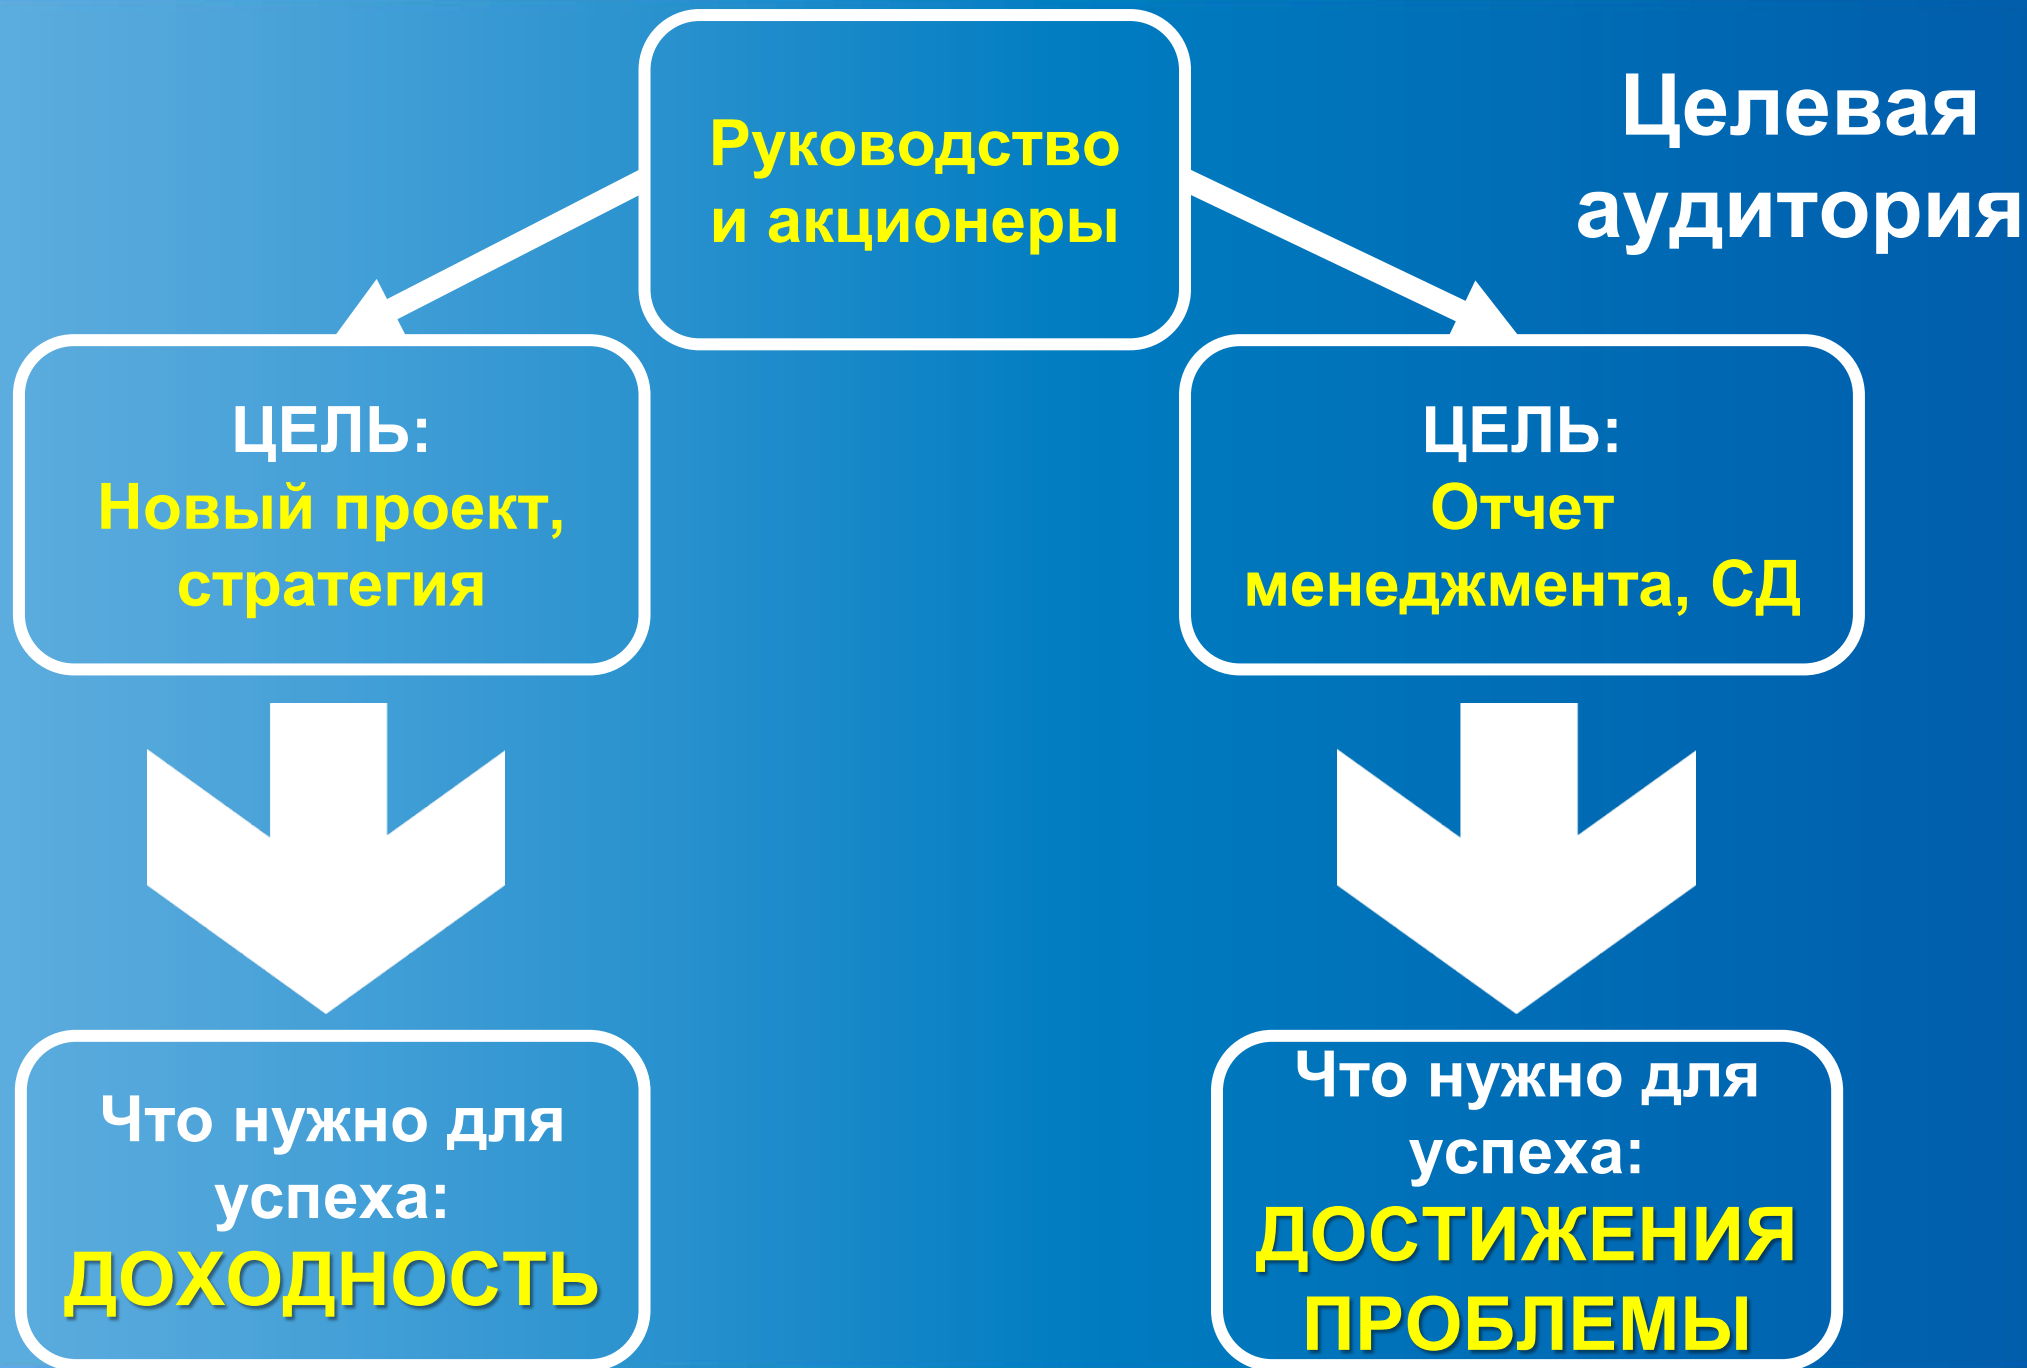 Целевая
аудитория
Руководство
и акционеры
ЦЕЛЬ:
Новый проект,
стратегия
ЦЕЛЬ:
Отчет
менеджмента, СД
Что нужно для
успеха:
ДОХОДНОСТЬ
Что нужно для
успеха:
ДОСТИЖЕНИЯ
ПРОБЛЕМЫ